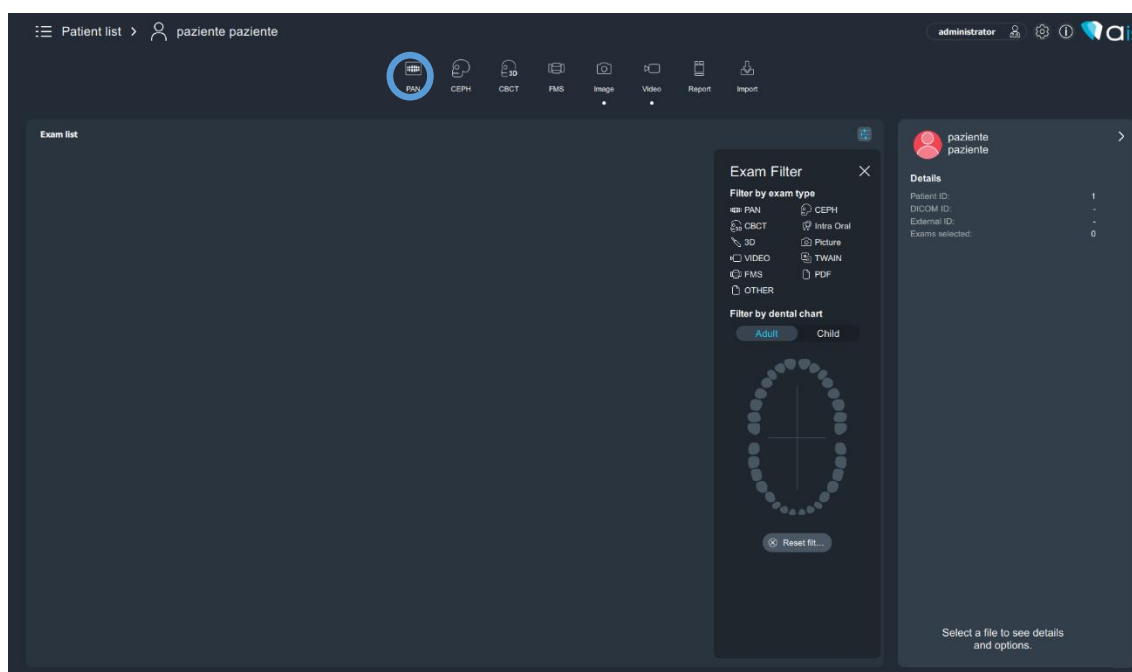 Patient list > paziente paziente
administrator
PAN CEPH CBCT FMS Image Video Report Import
Exam list
Exam Filter
Filter by exam type
PAN CEPH
CBCT Intra Oral
3D Picture
VIDEO TWAIN
FMS PDF
OTHER
Filter by dental chart
Adult Child
Reset filt...
paziente
paziente
Details
Patient ID: 1
DICOM ID: -
External ID: -
Exams selected: 0
Select a file to see details
and options.